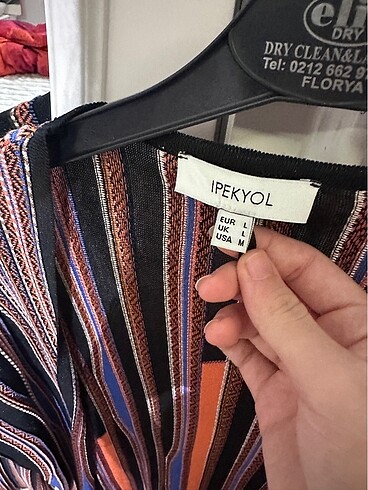 eli
DRY
DRY CLEAN&LA
Tel: 0212 662 9
FLORYA
IPEKYOL
EUR L
UK L
USA M